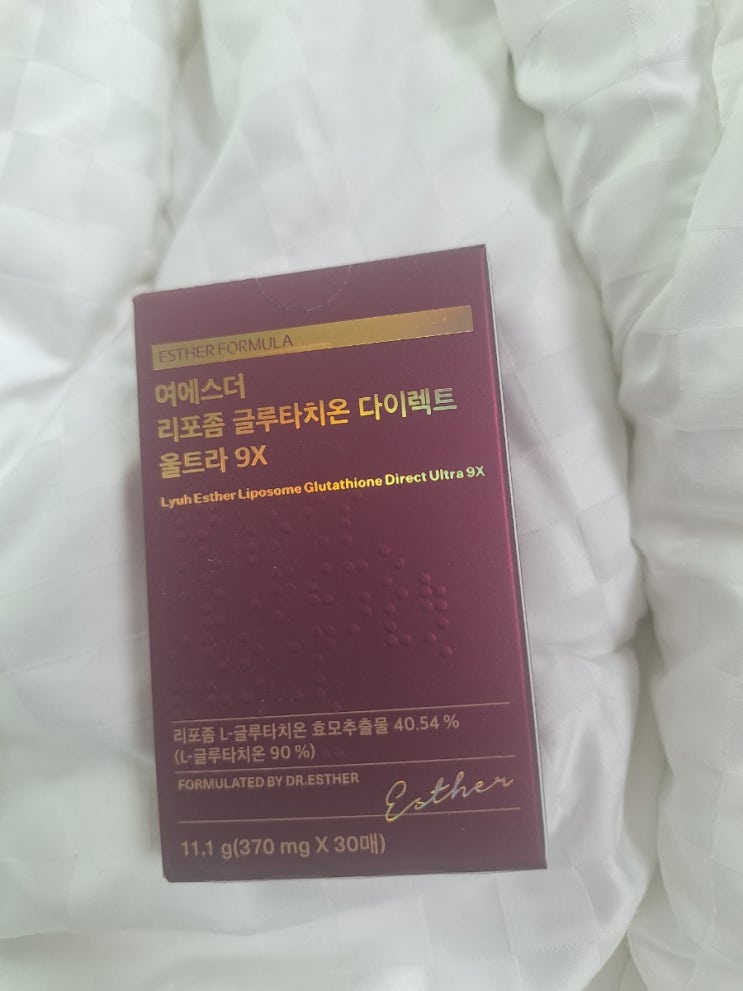 ESTHER FORMULA
여에스더
리포좀 글루타치온 다이렉트
울트라 9X
Lyuh Esther Liposome Glutathione Direct Ultra 9X
리포좀 L-글루타치온 효모추출물 40.54 %
(L-글루타치온 90 %)
FORMULATED BY DR.ESTHER
Esther
11.1 g(370 mg X 30매)